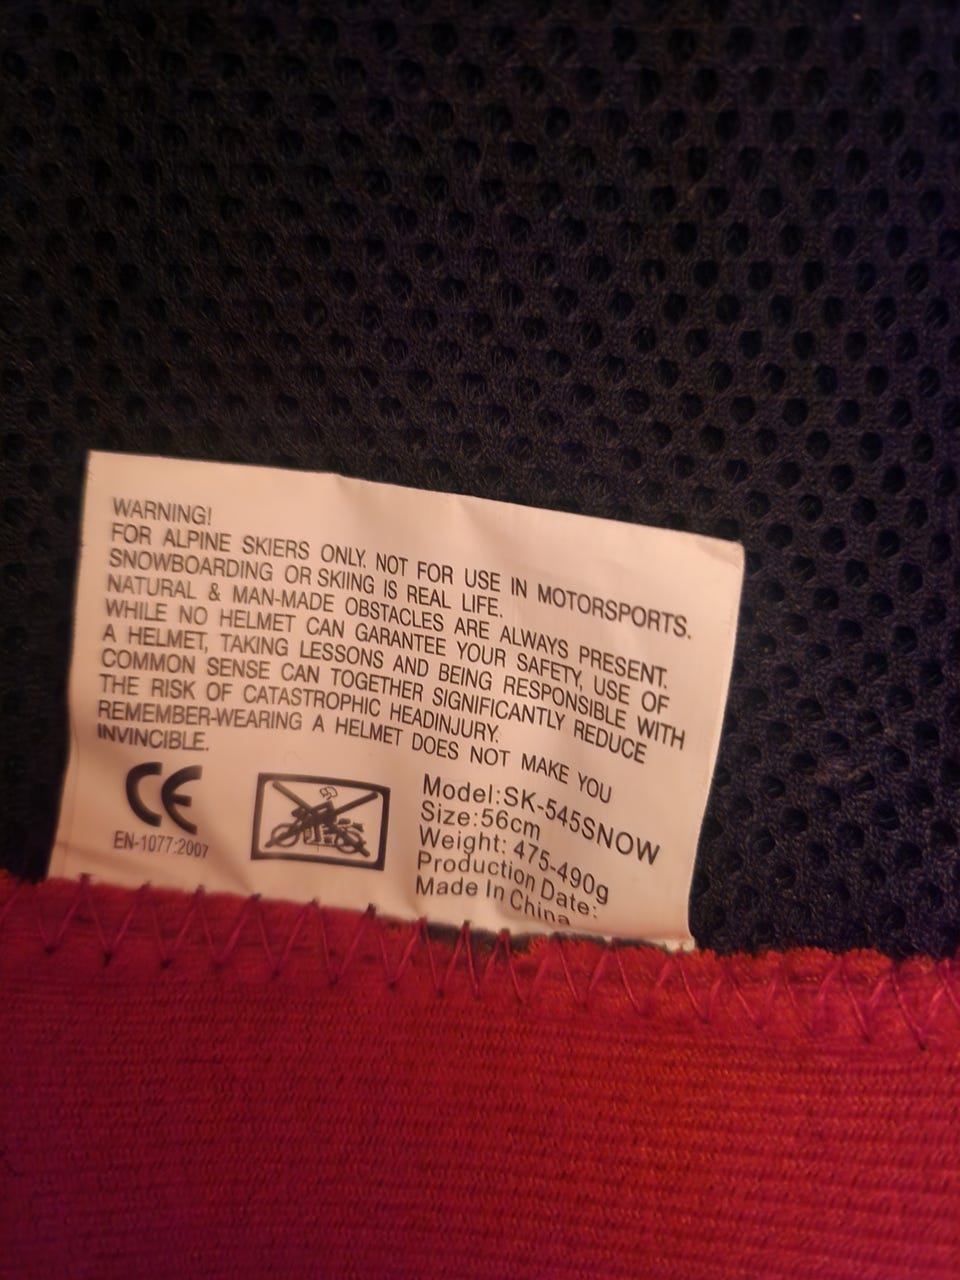 WARNING!
FOR ALPINE SKIERS ONLY. NOT FOR USE IN MOTORSPORTS.
SNOWBOARDING OR SKIING IS REAL LIFE.
NATURAL & MAN-MADE OBSTACLES ARE ALWAYS PRESENT.
WHILE NO HELMET CAN GARANTEE YOUR SAFETY, USE OF
A HELMET, TAKING LESSONS AND BEING RESPONSIBLE WITH
COMMON SENSE CAN TOGETHER SIGNIFICANTLY REDUCE
THE RISK OF CATASTROPHIC HEADINJURY.
REMEMBER-WEARING A HELMET DOES NOT MAKE YOU
INVINCIBLE.
CE
EN-1077:2007
Model:SK-545SNOW
Size:56cm
Weight: 475-490g
Production Date:
Made In China